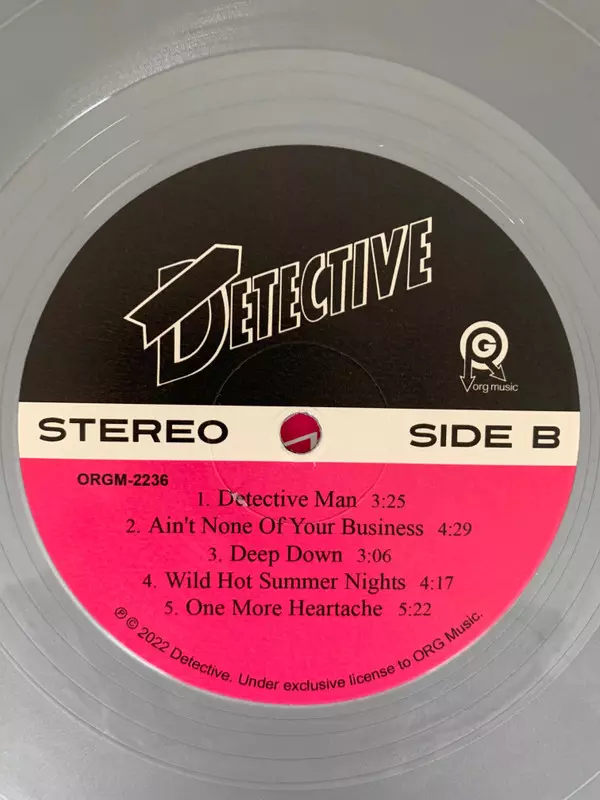 DETECTIVE
ORG
org music
STEREO
SIDE B
ORGM-2236
1. Detective Man 3:25
2. Ain't None Of Your Business 4:29
3. Deep Down 3:06
4. Wild Hot Summer Nights 4:17
5. One More Heartache 5:22
℗ © 2022 Detective. Under exclusive license to ORG Music.